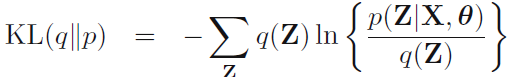 KL(q||p) = − ∑_Z q(Z) ln { p(Z|X, θ) / q(Z) }